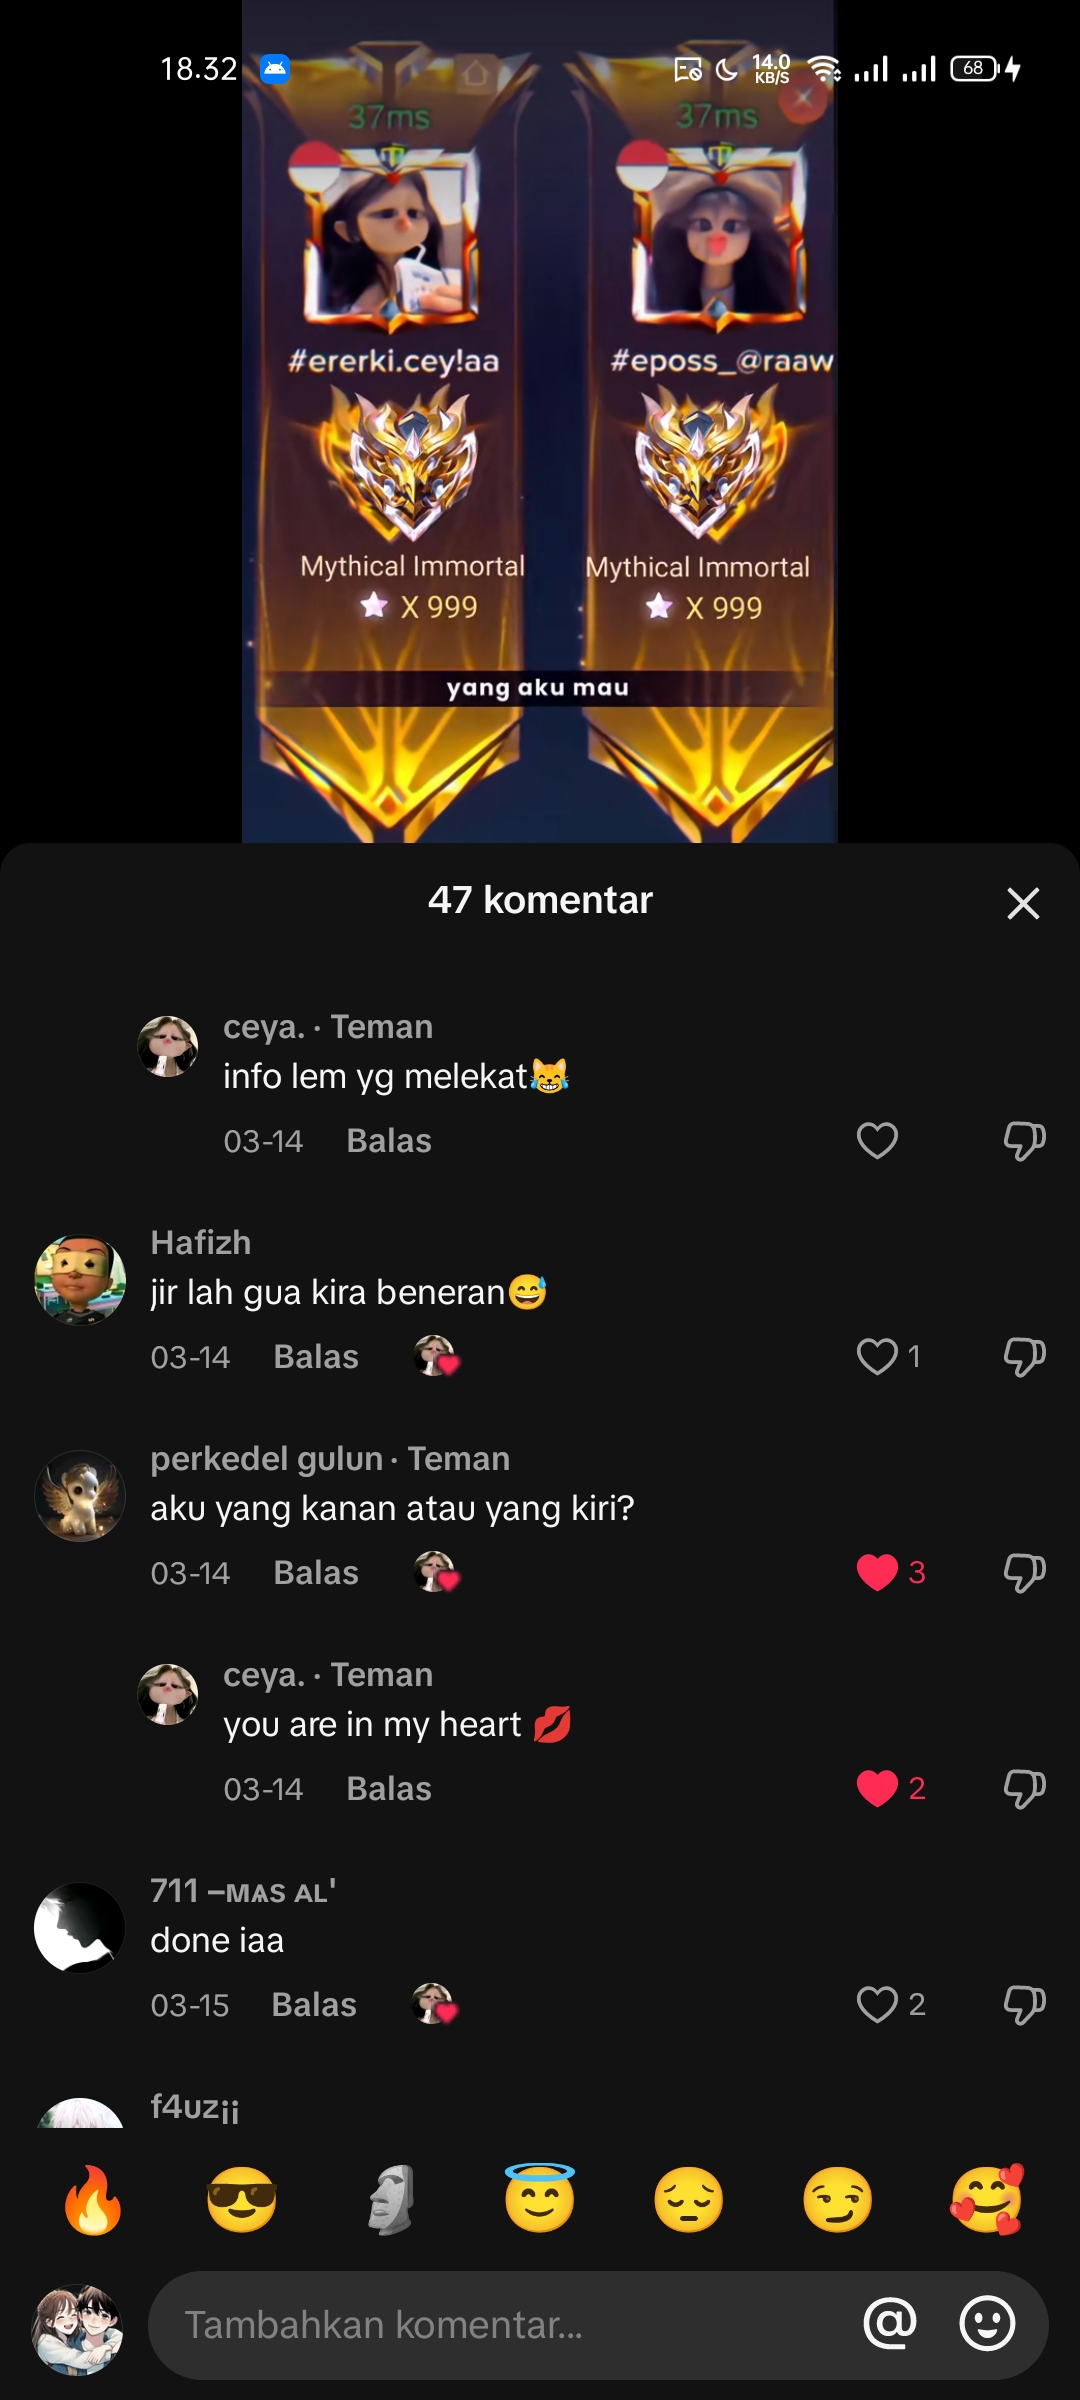 18.32
14.0
KB/S
68
37ms
37ms
#ererki.cey!aa
#eposs_@raaw
Mythical Immortal
Mythical Immortal
X 999
X 999
yang aku mau
47 komentar
ceya. · Teman
info lem yg melekat😹
03-14 Balas
Hafizh
jir lah gua kira beneran😅
03-14 Balas
1
perkedel gulun · Teman
aku yang kanan atau yang kiri?
03-14 Balas
3
ceya. · Teman
you are in my heart 💋
03-14 Balas
2
711 –ᴍᴀs ᴀʟ'
done iaa
03-15 Balas
2
f4uzįį
Tambahkan komentar...